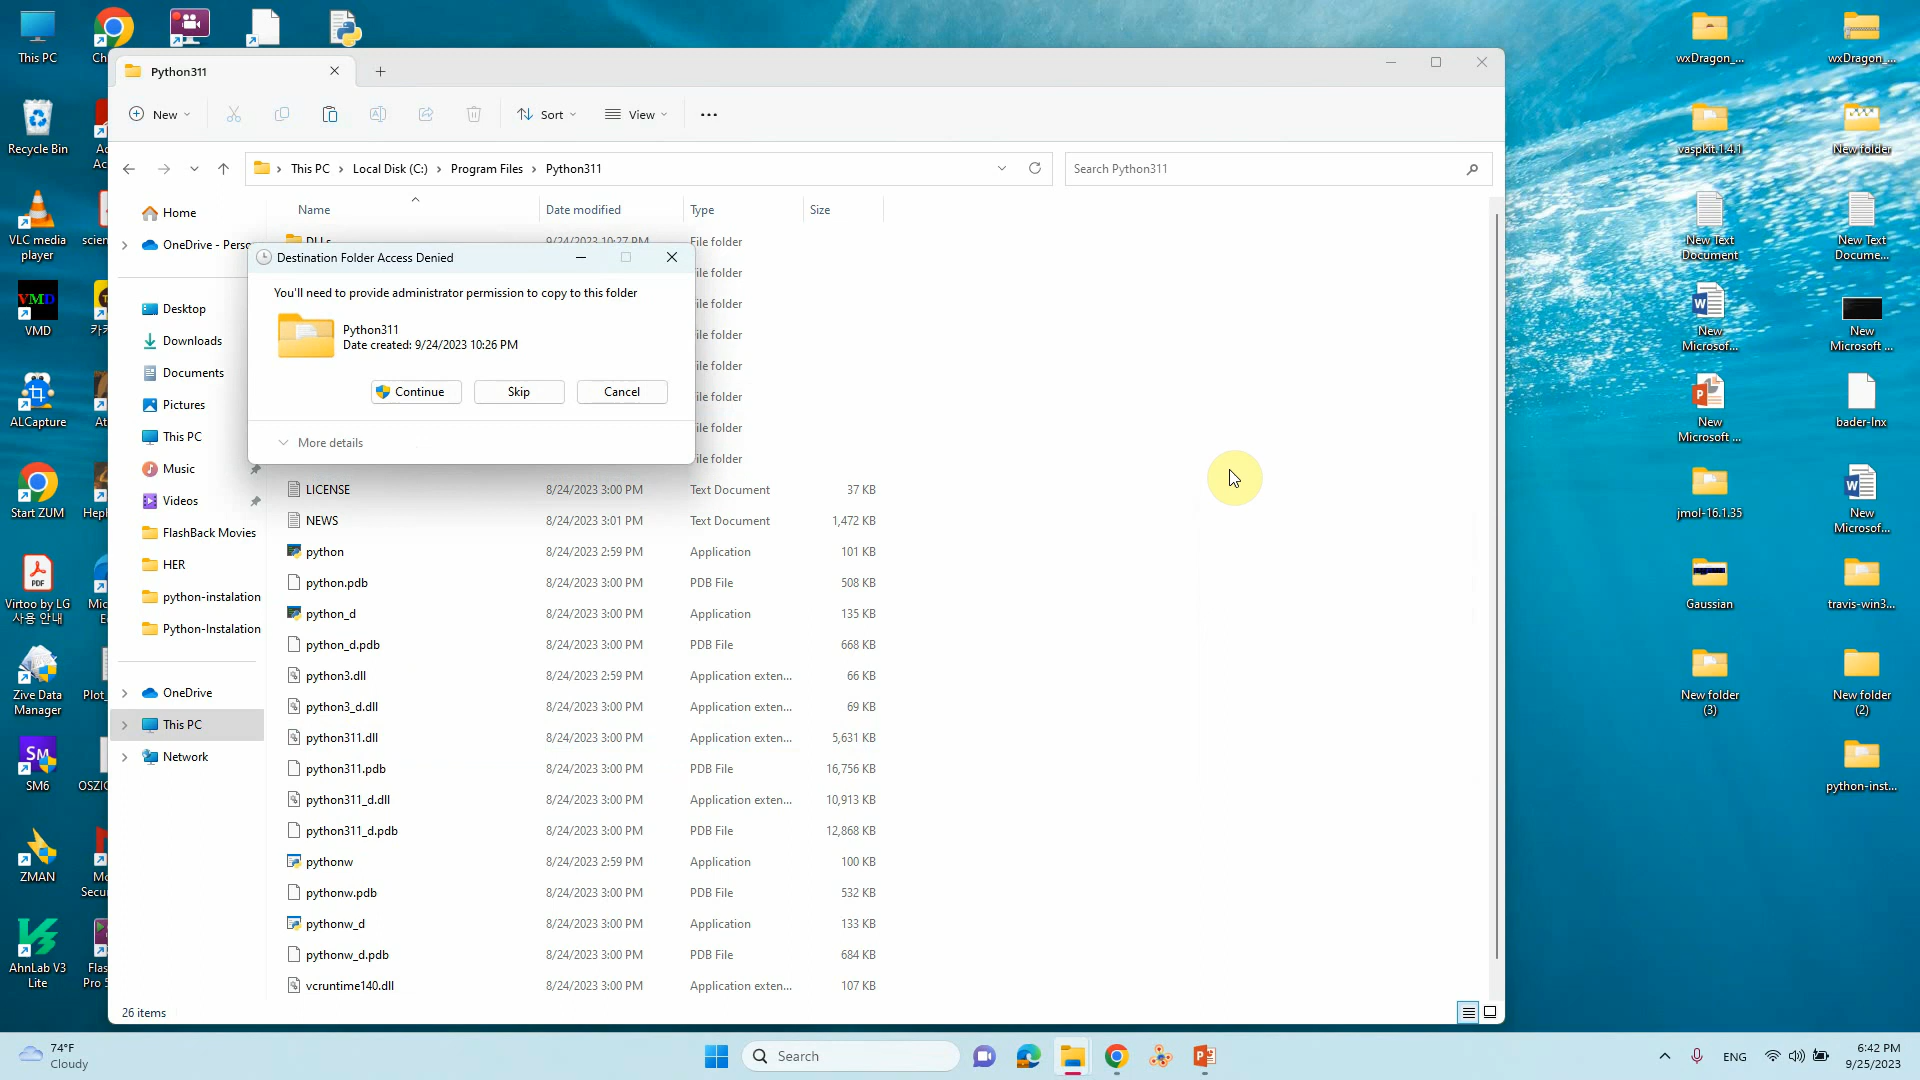 This PC
Recycle Bin
VLC media
player
VMD
ALCapture
Start ZUM
Virtoo by LG
사용 안내
Zive Data
Manager
SM6
ZMAN
AhnLab V3
Lite
Python311
New
Sort
View
This PC
Local Disk (C:)
Program Files
Python311
Search Python311
Home
OneDrive - Perso
Desktop
Downloads
Documents
Pictures
This PC
Music
Videos
FlashBack Movies
HER
python-instalation
Python-Instalation
OneDrive
This PC
Network
Name Date modified Type Size
DLLs 9/24/2023 10:27 PM File folder
Destination Folder Access Denied
You'll need to provide administrator permission to copy to this folder
Python311
Date created: 9/24/2023 10:26 PM
Continue Skip Cancel
More details
LICENSE 8/24/2023 3:00 PM Text Document 37 KB
NEWS 8/24/2023 3:01 PM Text Document 1,472 KB
python 8/24/2023 2:59 PM Application 101 KB
python.pdb 8/24/2023 3:00 PM PDB File 508 KB
python_d 8/24/2023 3:00 PM Application 135 KB
python_d.pdb 8/24/2023 3:00 PM PDB File 668 KB
python3.dll 8/24/2023 2:59 PM Application exten... 66 KB
python3_d.dll 8/24/2023 3:00 PM Application exten... 69 KB
python311.dll 8/24/2023 3:00 PM Application exten... 5,631 KB
python311.pdb 8/24/2023 3:00 PM PDB File 16,756 KB
python311_d.dll 8/24/2023 3:00 PM Application exten... 10,913 KB
python311_d.pdb 8/24/2023 3:00 PM PDB File 12,868 KB
pythonw 8/24/2023 2:59 PM Application 100 KB
pythonw.pdb 8/24/2023 3:00 PM PDB File 532 KB
pythonw_d 8/24/2023 3:00 PM Application 133 KB
pythonw_d.pdb 8/24/2023 3:00 PM PDB File 684 KB
vcruntime140.dll 8/24/2023 3:00 PM Application exten... 107 KB
26 items
wxDragon_...
wxDragon_...
vaspkit.1.4.1
New folder
New Text
Document
New Text
Docume...
New
Microsof...
New
Microsoft ...
New
Microsoft ...
bader-lnx
jmol-16.1.35
New
Microsof...
Gaussian
travis-win3...
New folder
(3)
New folder
(2)
python-inst...
74°F
Cloudy
Search
ENG
6:42 PM
9/25/2023